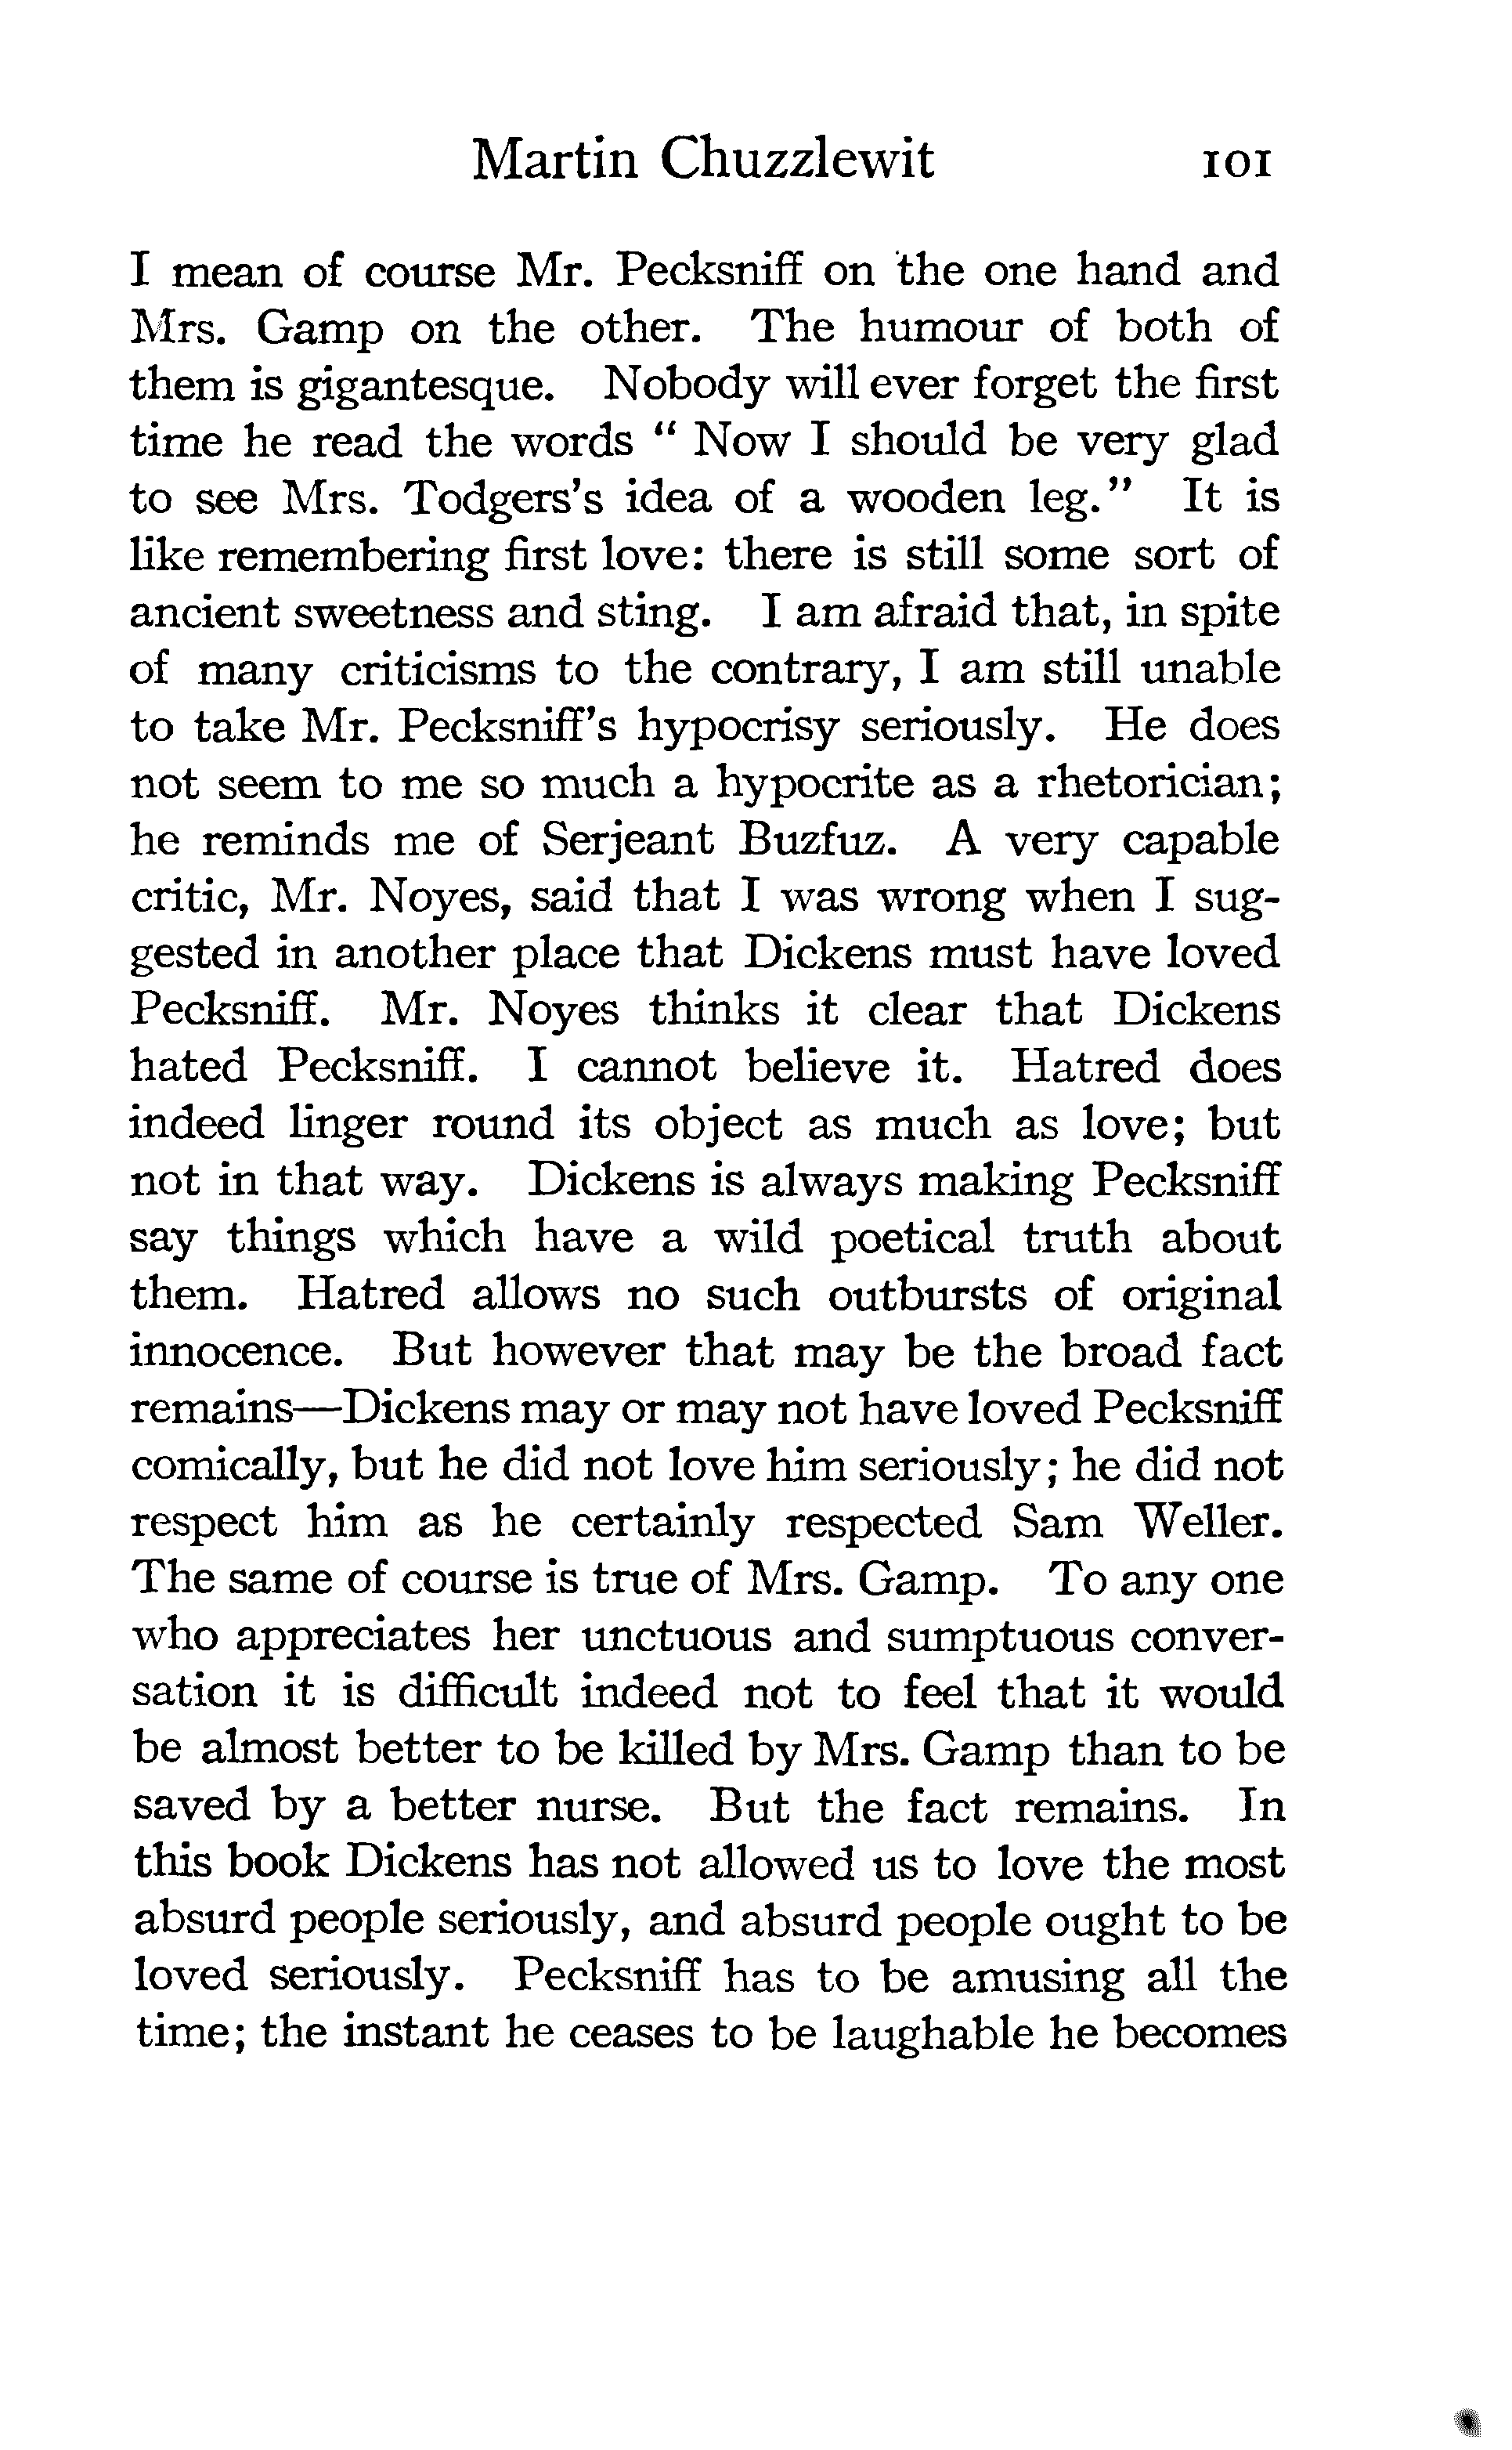 Martin Chuzzlewit 101
I mean of course Mr. Pecksniff on the one hand and
Mrs. Gamp on the other. The humour of both of
them is gigantesque. Nobody will ever forget the first
time he read the words " Now I should be very glad
to see Mrs. Todgers's idea of a wooden leg." It is
like remembering first love: there is still some sort of
ancient sweetness and sting. I am afraid that, in spite
of many criticisms to the contrary, I am still unable
to take Mr. Pecksniff's hypocrisy seriously. He does
not seem to me so much a hypocrite as a rhetorician;
he reminds me of Serjeant Buzfuz. A very capable
critic, Mr. Noyes, said that I was wrong when I sug-
gested in another place that Dickens must have loved
Pecksniff. Mr. Noyes thinks it clear that Dickens
hated Pecksniff. I cannot believe it. Hatred does
indeed linger round its object as much as love; but
not in that way. Dickens is always making Pecksniff
say things which have a wild poetical truth about
them. Hatred allows no such outbursts of original
innocence. But however that may be the broad fact
remains—Dickens may or may not have loved Pecksniff
comically, but he did not love him seriously; he did not
respect him as he certainly respected Sam Weller.
The same of course is true of Mrs. Gamp. To any one
who appreciates her unctuous and sumptuous conver-
sation it is difficult indeed not to feel that it would
be almost better to be killed by Mrs. Gamp than to be
saved by a better nurse. But the fact remains. In
this book Dickens has not allowed us to love the most
absurd people seriously, and absurd people ought to be
loved seriously. Pecksniff has to be amusing all the
time; the instant he ceases to be laughable he becomes